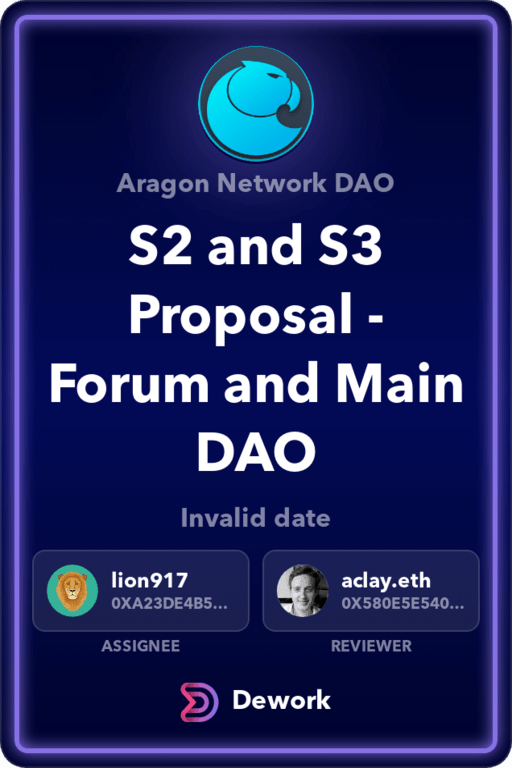 Aragon Network DAO
S2 and S3
Proposal -
Forum and Main
DAO
Invalid date
lion917
0XA23DE4B5...
aclay.eth
0X580E5E540...
ASSIGNEE
REVIEWER
Dework